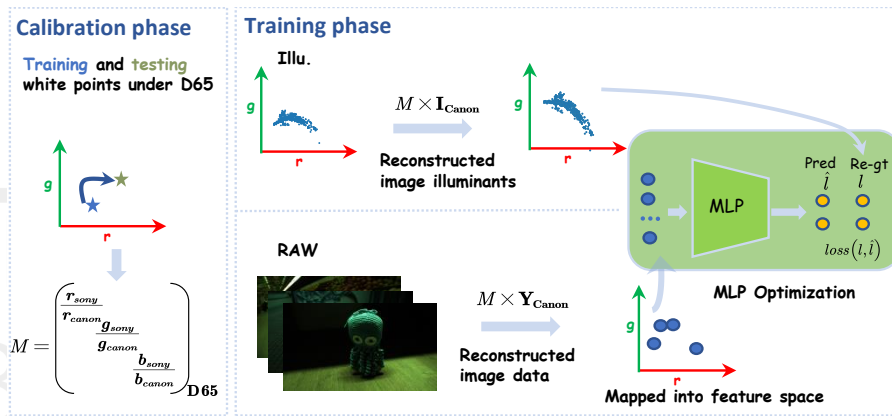 Calibration phase
Training and testing
white points under D65
g
r
M = ( r_sony / r_canon
g_sony / g_canon
b_sony / b_canon ) D65
Training phase
Illu.
g
r
M × I_Canon
Reconstructed
image illuminants
g
r
RAW
M × Y_Canon
Reconstructed
image data
g
r
Mapped into feature space
MLP
Pred
Re-gt
l̂
l
loss(l, l̂)
MLP Optimization